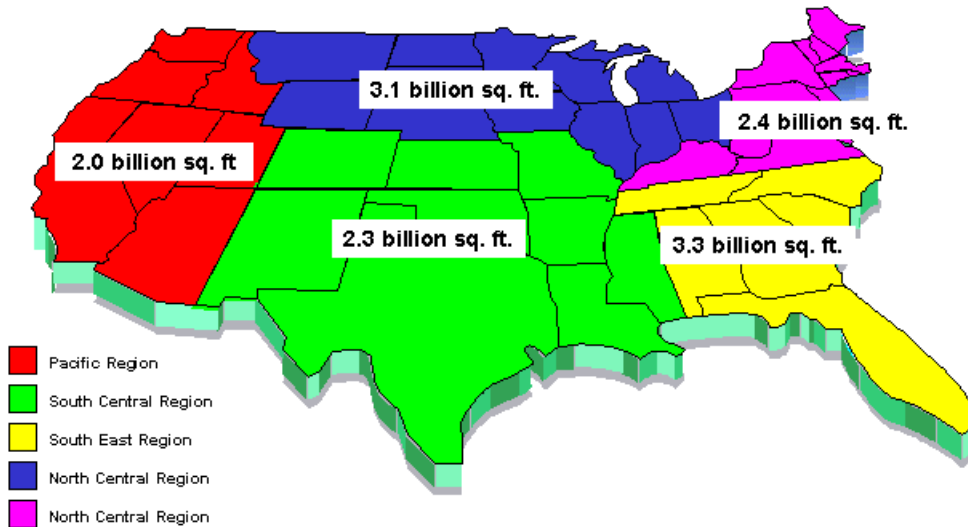 3.1 billion sq. ft.
2.4 billion sq. ft.
2.0 billion sq. ft
2.3 billion sq. ft.
3.3 billion sq. ft.
Pacific Region
South Central Region
South East Region
North Central Region
North Central Region